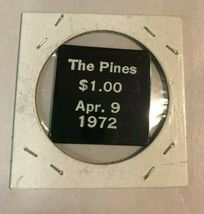 The Pines
$1.00
Apr. 9
1972